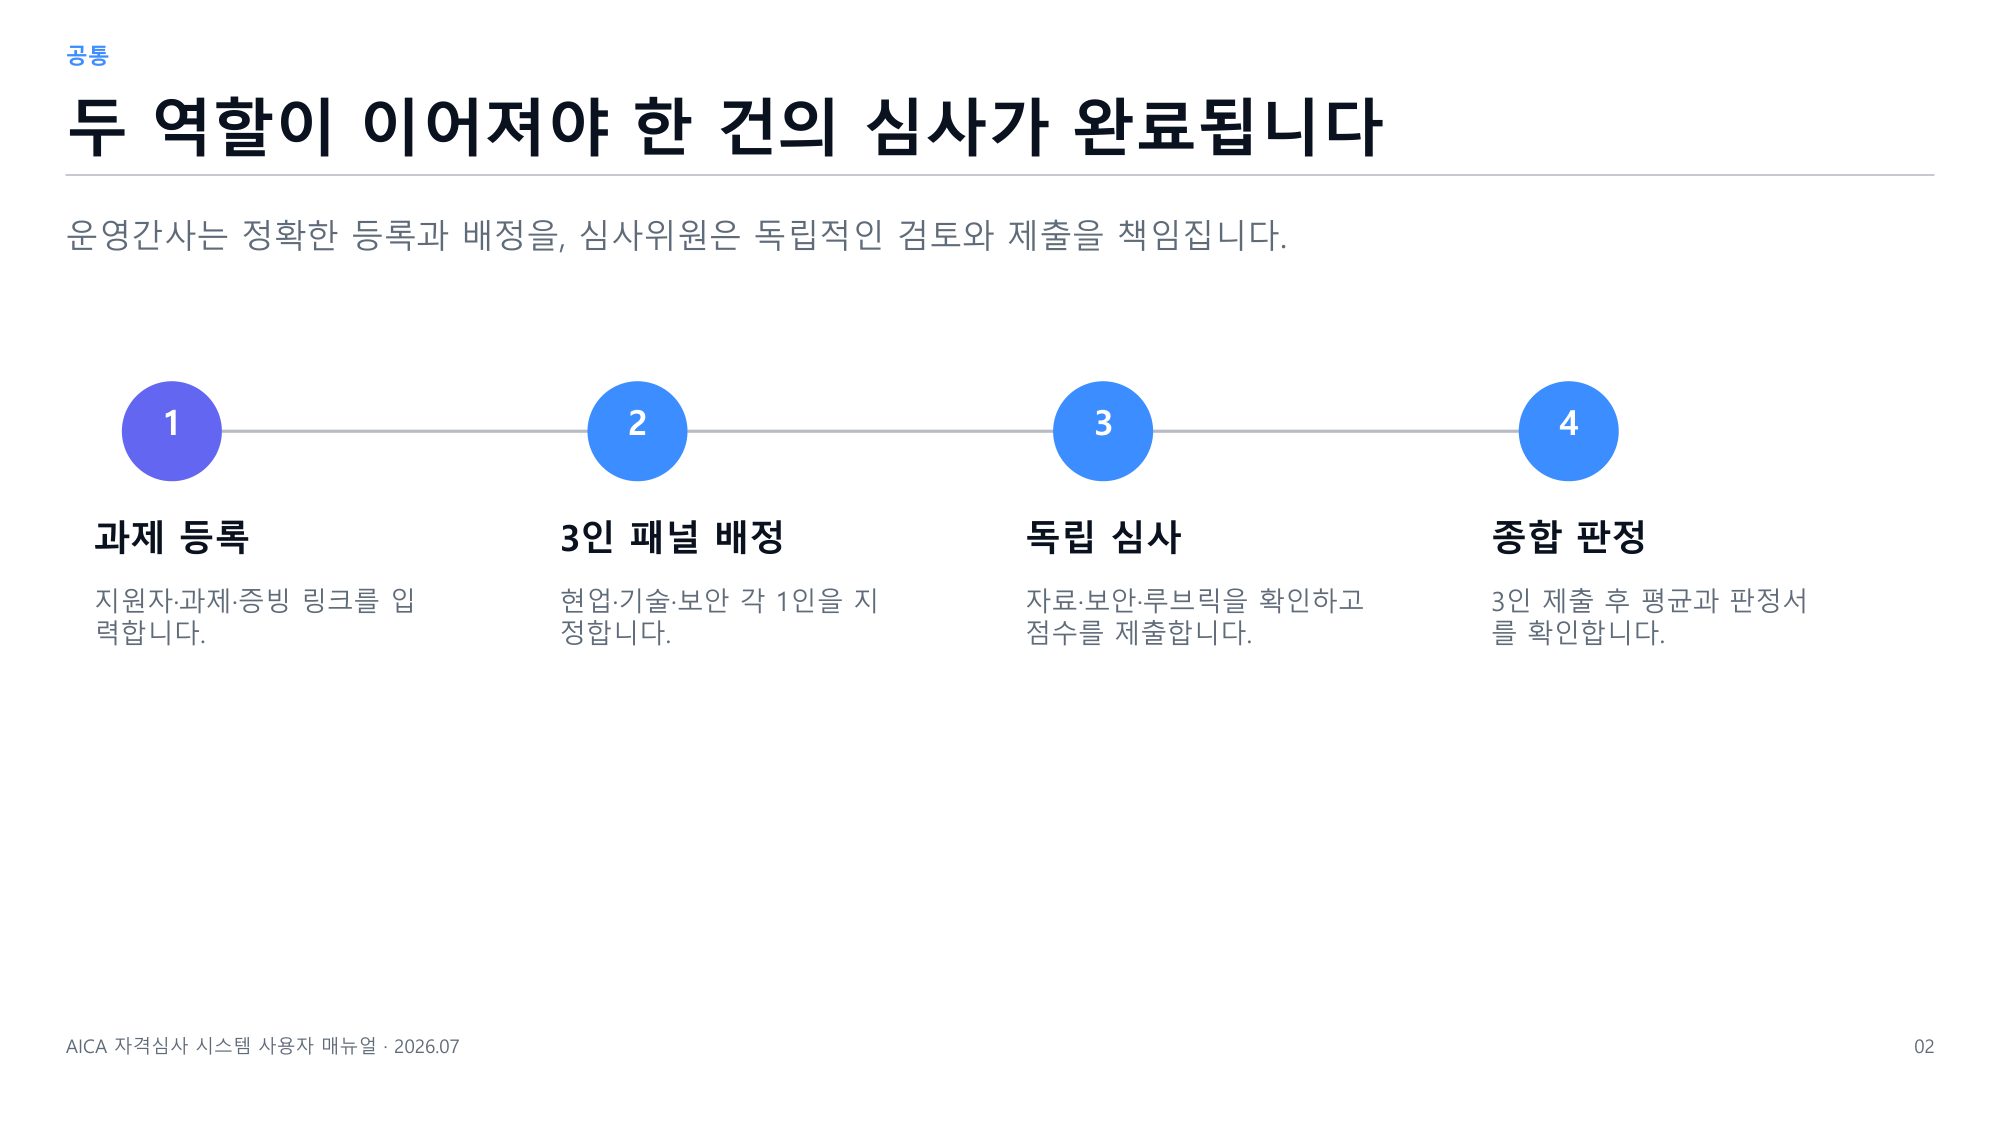 공통
두 역할이 이어져야 한 건의 심사가 완료됩니다
운영간사는 정확한 등록과 배정을, 심사위원은 독립적인 검토와 제출을 책임집니다.
1
2
3
4
과제 등록
3인 패널 배정
독립 심사
종합 판정
지원자·과제·증빙 링크를 입
력합니다.
현업·기술·보안 각 1인을 지
정합니다.
자료·보안·루브릭을 확인하고
점수를 제출합니다.
3인 제출 후 평균과 판정서
를 확인합니다.
AICA 자격심사 시스템 사용자 매뉴얼 · 2026.07
02